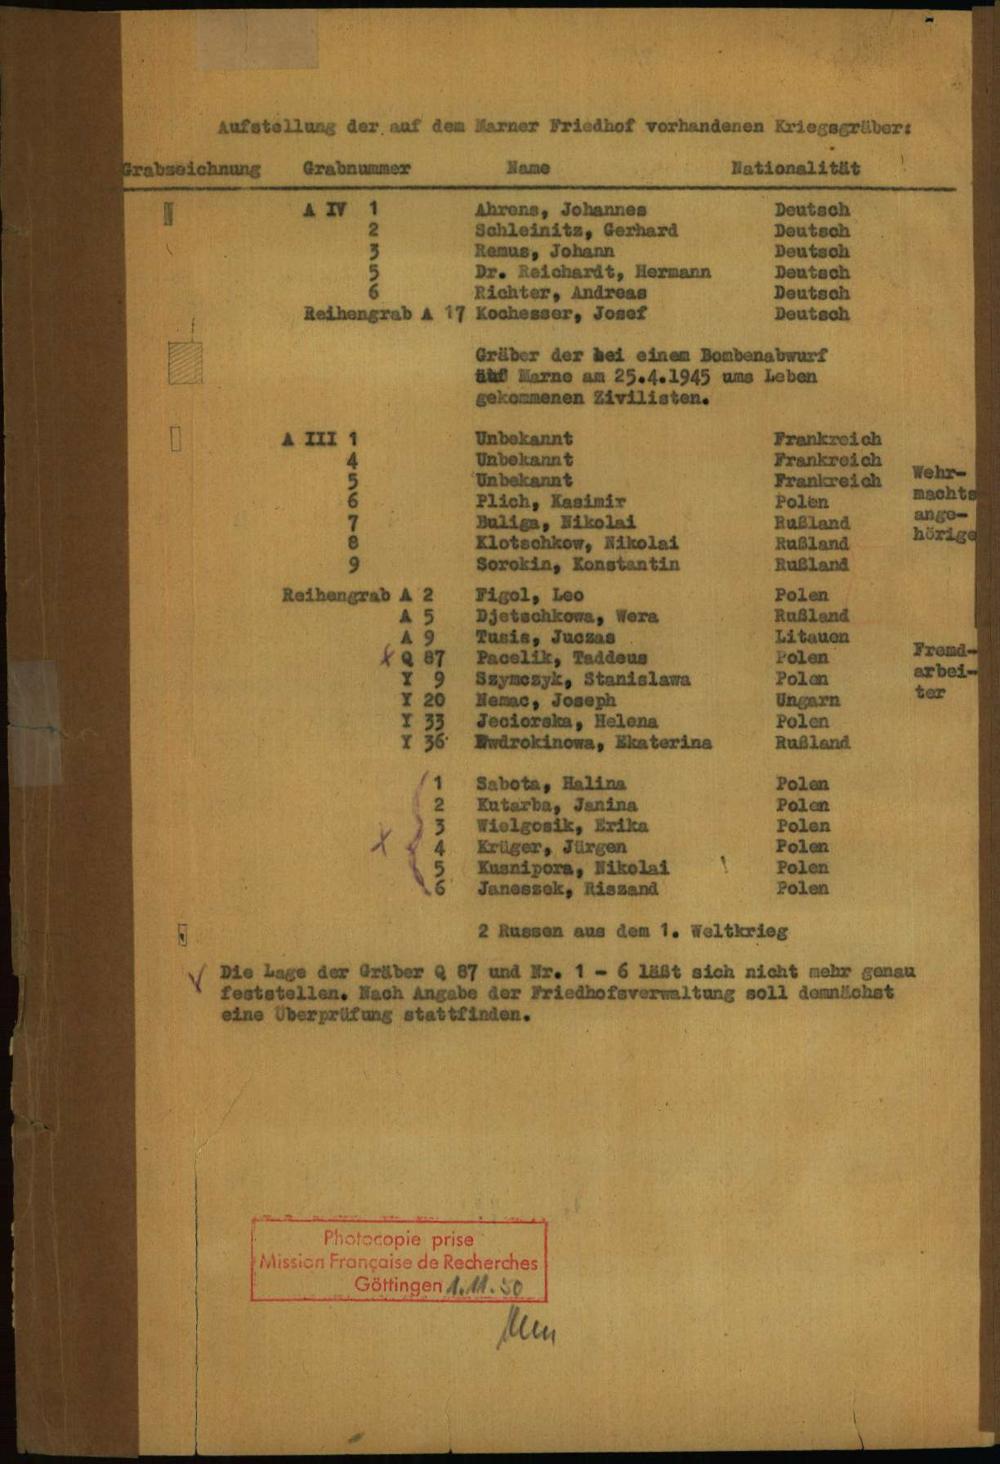 Aufstellung der auf dem Marner Friedhof vorhandenen Kriegsgräber:
Grabzeichnung Grabnummer Name Nationalität
A IV 1 Ahrens, Johannes Deutsch
2 Schleinitz, Gerhard Deutsch
3 Remus, Johann Deutsch
5 Dr. Reichardt, Hermann Deutsch
6 Richter, Andreas Deutsch
Reihengrab A 17 Kochesser, Josef Deutsch
Gräber der bei einem Bombenabwurf
auf Marne am 25.4.1945 ums Leben
gekommenen Zivilisten.
A III 1 Unbekannt Frankreich
4 Unbekannt Frankreich
5 Unbekannt Frankreich Wehr-
6 Plich, Kasimir Polen machts
7 Buliga, Nikolai Rußland ange-
8 Klotschkow, Nikolai Rußland hörige
9 Sorokin, Konstantin Rußland
Reihengrab A 2 Figol, Leo Polen
A 5 Djetschkowa, Wera Rußland
A 9 Tusis, Juczas Litauen
x Q 87 Pacelik, Taddeus Polen Fremd-
Y 9 Szymczyk, Stanislawa Polen arbei-
Y 20 Nemac, Joseph Ungarn ter
Y 33 Jeciorska, Helena Polen
Y 36 Ewdrokinowa, Ekaterina Rußland
1 Sabota, Halina Polen
2 Kutarba, Janina Polen
3 Wielgosik, Erika Polen
x 4 Krüger, Jürgen Polen
5 Kusnipora, Nikolai Polen
6 Janeszek, Riszand Polen
2 Russen aus dem 1. Weltkrieg
Die Lage der Gräber Q 87 und Nr. 1 - 6 läßt sich nicht mehr genau
feststellen. Nach Angabe der Friedhofsverwaltung soll demnächst
eine Überprüfung stattfinden.
Photocopie prise
Mission Française de Recherches
Göttingen 1.11.50